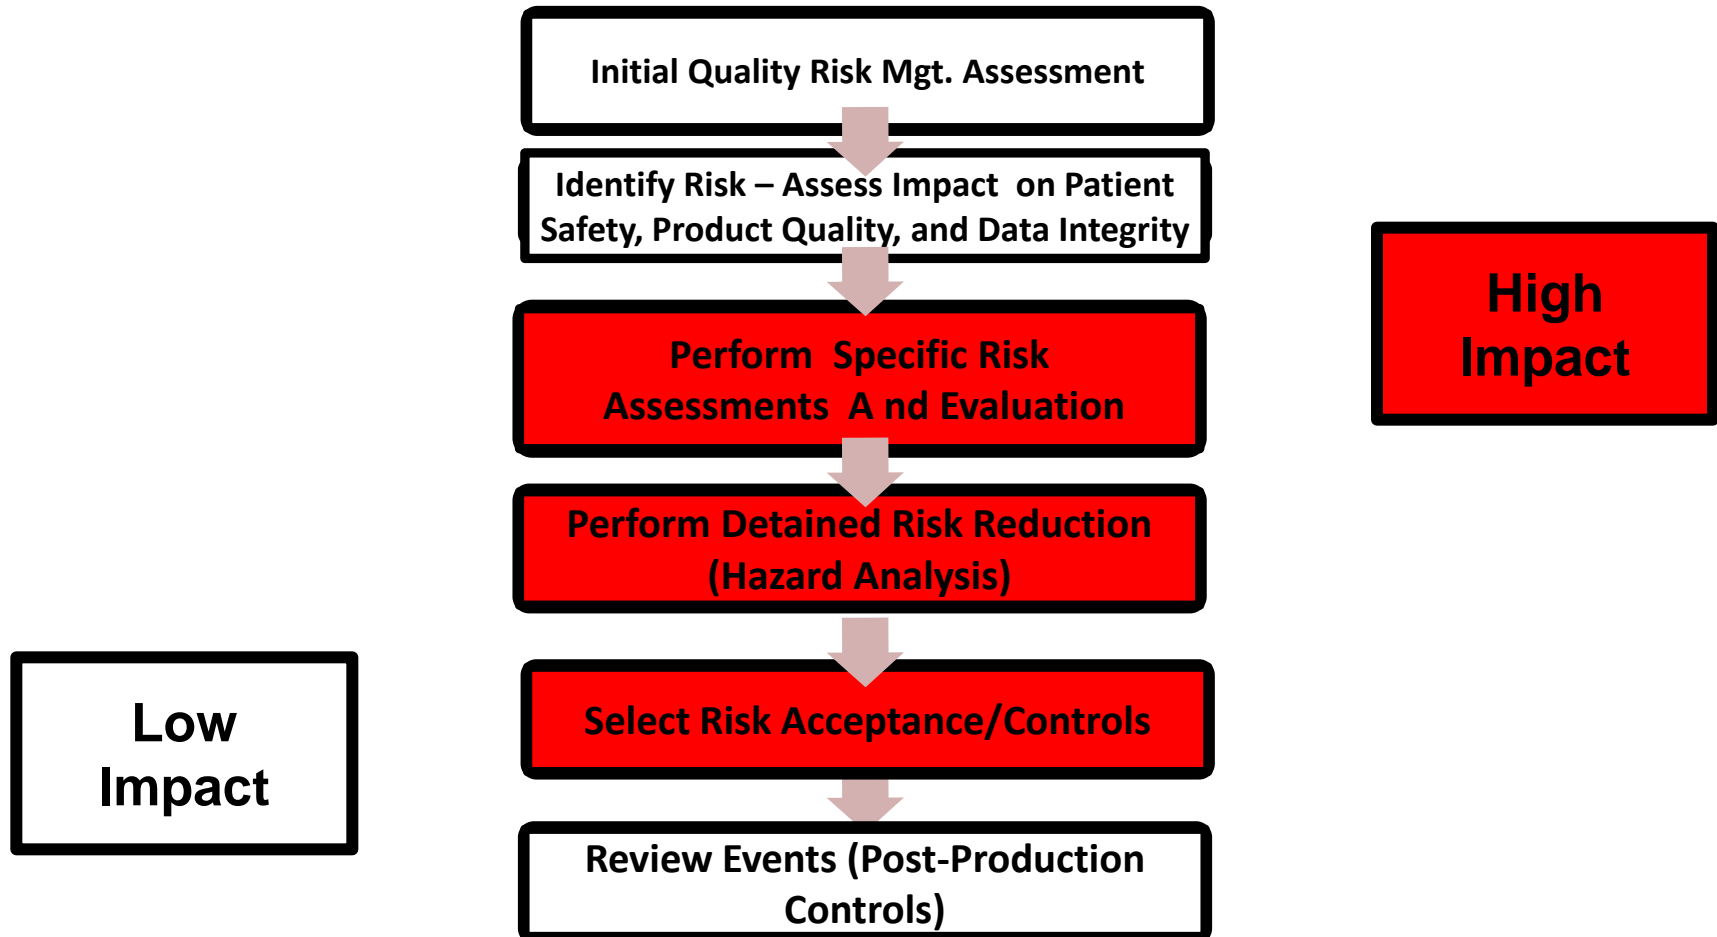 Initial Quality Risk Mgt. Assessment
Identify Risk – Assess Impact on Patient
Safety, Product Quality, and Data Integrity
High
Impact
Perform Specific Risk
Assessments A nd Evaluation
Perform Detained Risk Reduction
(Hazard Analysis)
Low
Impact
Select Risk Acceptance/Controls
Review Events (Post-Production
Controls)